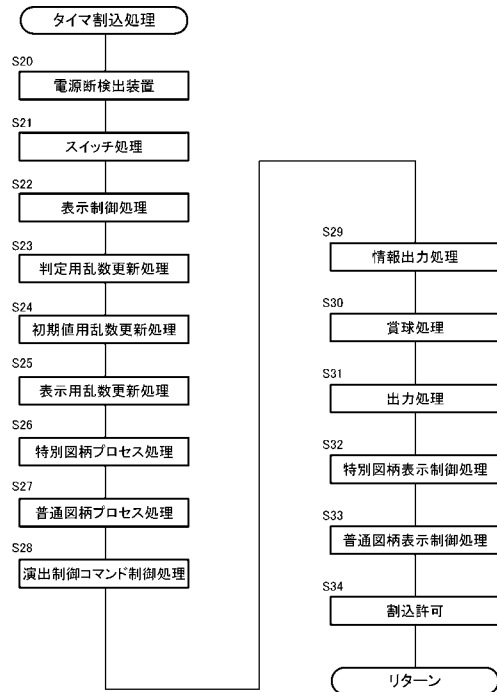 タイマ割込処理
S20
電源断検出装置
S21
スイッチ処理
S22
表示制御処理
S23
判定用乱数更新処理
S24
初期値用乱数更新処理
S25
表示用乱数更新処理
S26
特別図柄プロセス処理
S27
普通図柄プロセス処理
S28
演出制御コマンド制御処理
S29
情報出力処理
S30
賞球処理
S31
出力処理
S32
特別図柄表示制御処理
S33
普通図柄表示制御処理
S34
割込許可
リターン